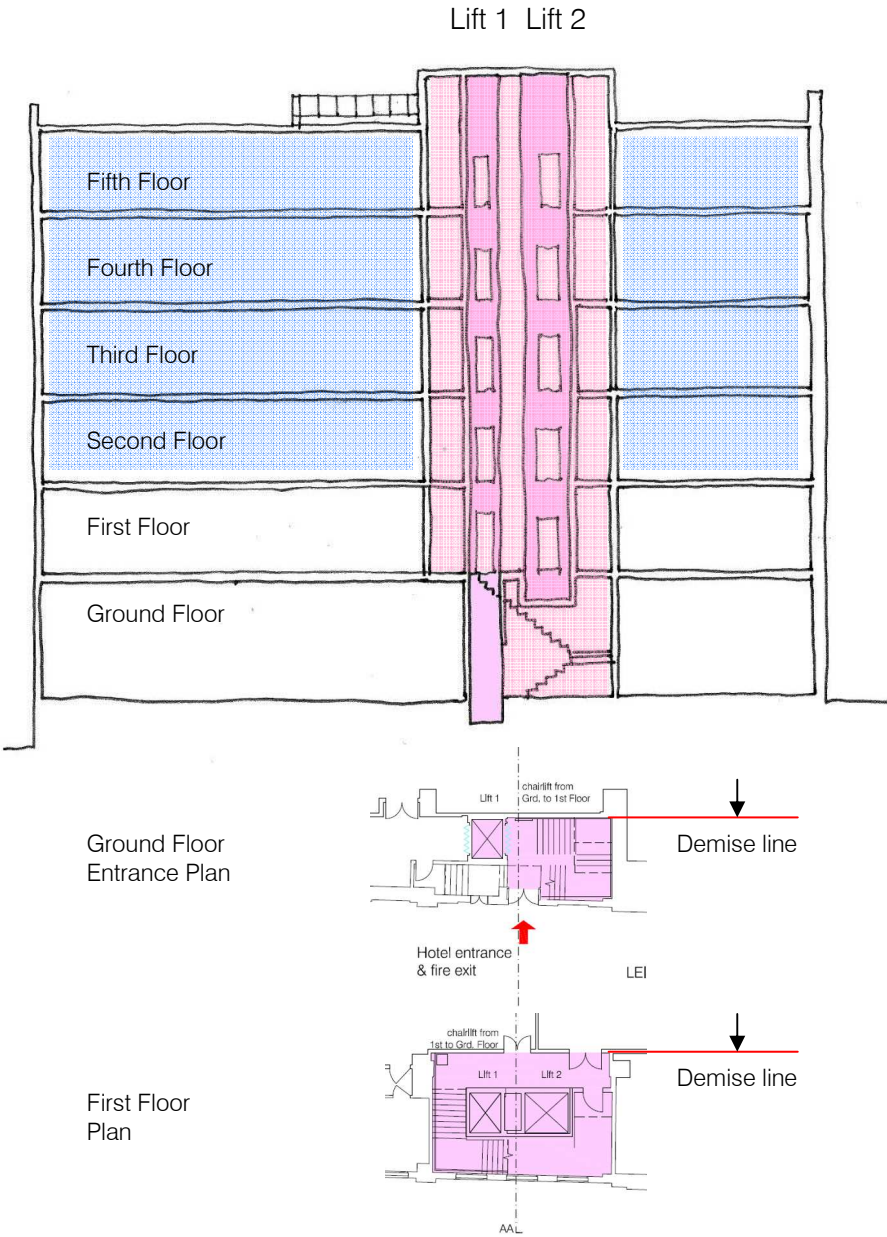 Lift 1 Lift 2
Fifth Floor
Fourth Floor
Third Floor
Second Floor
First Floor
Ground Floor
Lift 1
chairlift from
Grd. to 1st Floor
Ground Floor
Entrance Plan
Demise line
Hotel entrance
& fire exit
LEI
chairlift from
1st to Grd. Floor
Lift 1
Lift 2
Demise line
First Floor
Plan
AA